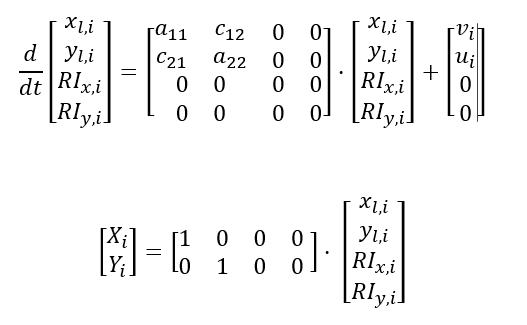 d/dt [x_{l,i}; y_{l,i}; RI_{x,i}; RI_{y,i}] = [a_{11} c_{12} 0 0; c_{21} a_{22} 0 0; 0 0 0 0; 0 0 0 0] · [x_{l,i}; y_{l,i}; RI_{x,i}; RI_{y,i}] + [v_i; u_i; 0; 0]
[X_i; Y_i] = [1 0 0 0; 0 1 0 0] · [x_{l,i}; y_{l,i}; RI_{x,i}; RI_{y,i}]